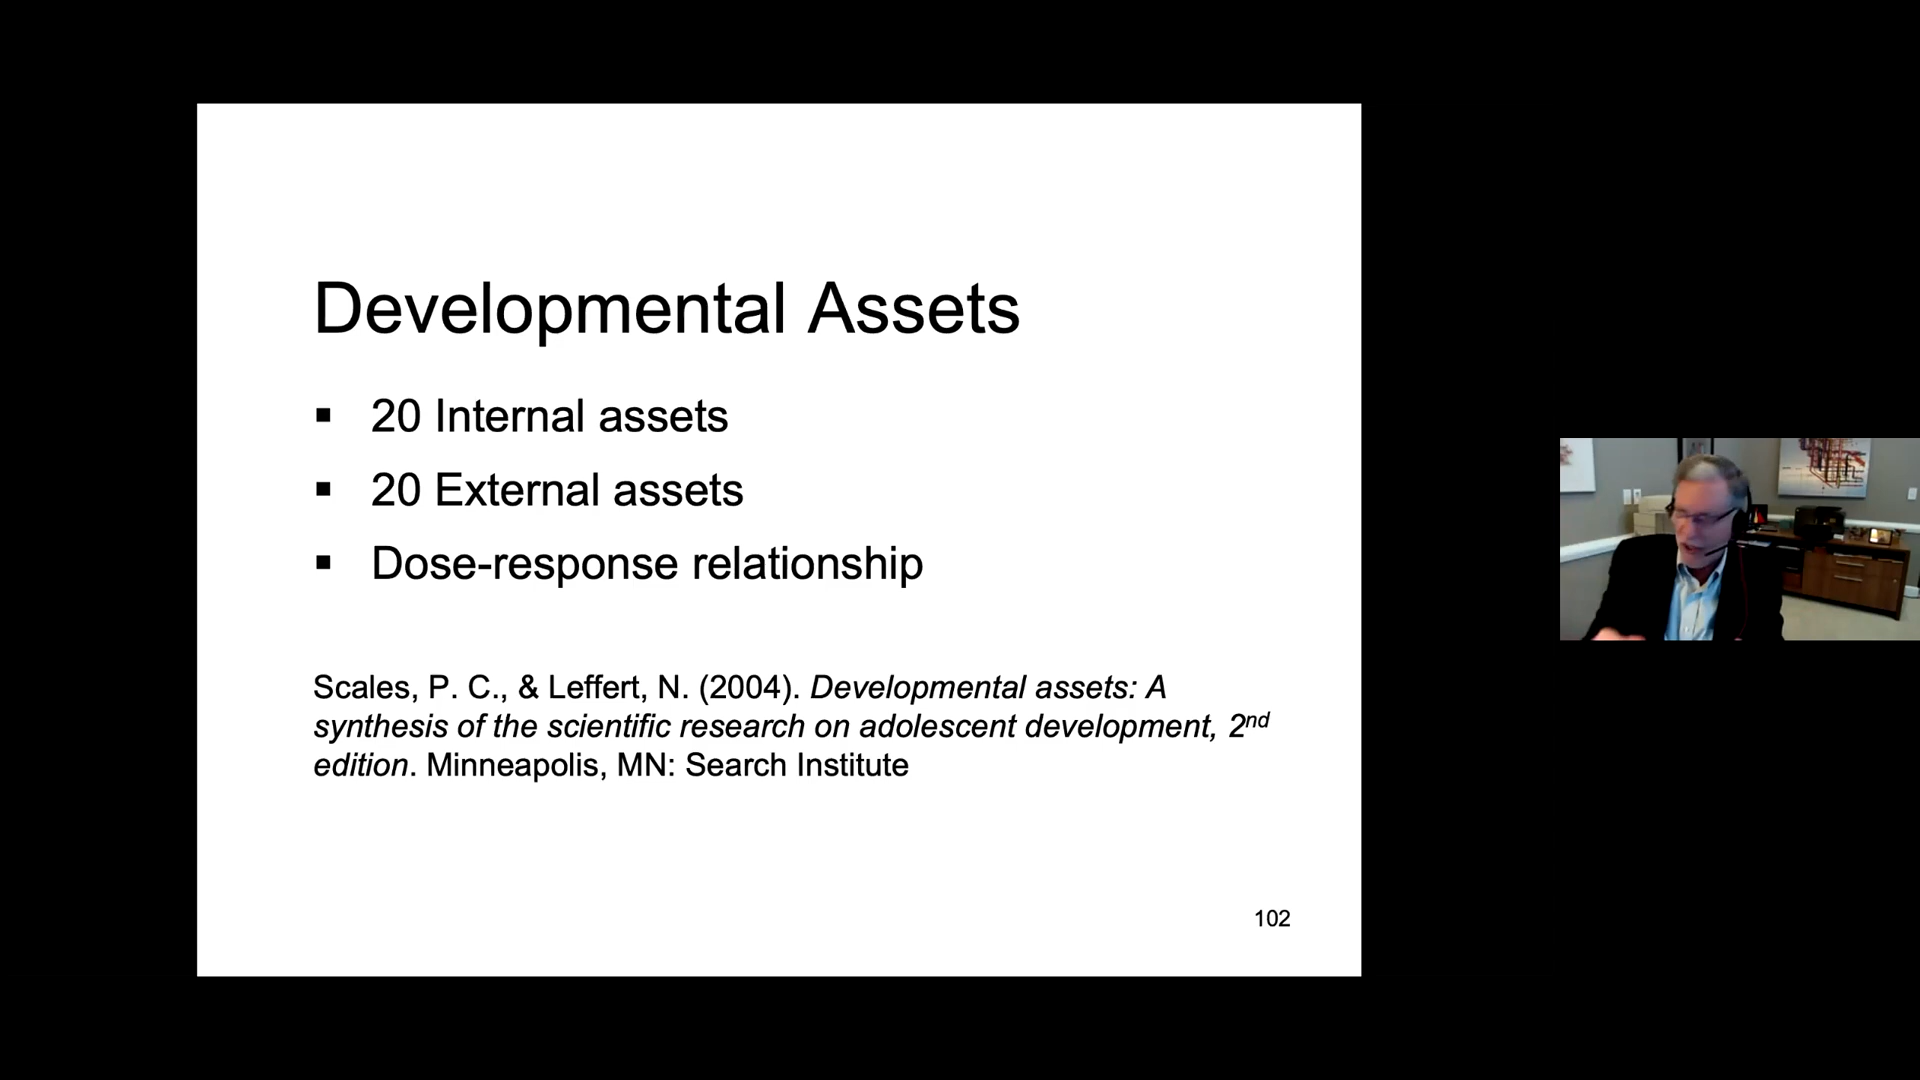 Developmental Assets
▪ 20 Internal assets
▪ 20 External assets
▪ Dose-response relationship
Scales, P. C., & Leffert, N. (2004). Developmental assets: A
synthesis of the scientific research on adolescent development, 2nd
edition. Minneapolis, MN: Search Institute
102